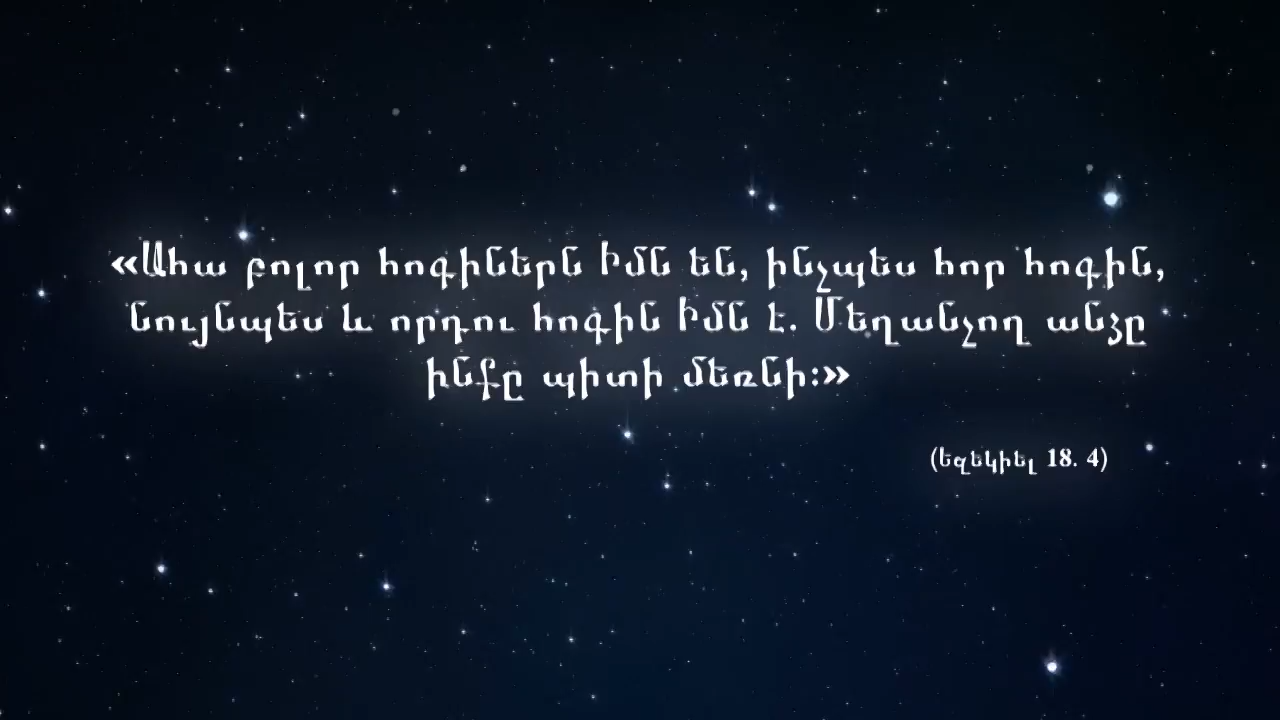 «Ահա բոլոր հոգիներն Իմն են, ինչպես հոր հոգին,
նույնպես և որդու հոգին Իմն է. Մեղանչող անձը
ինքը պիտի մեռնի:»
(եզեկիել 18. 4)